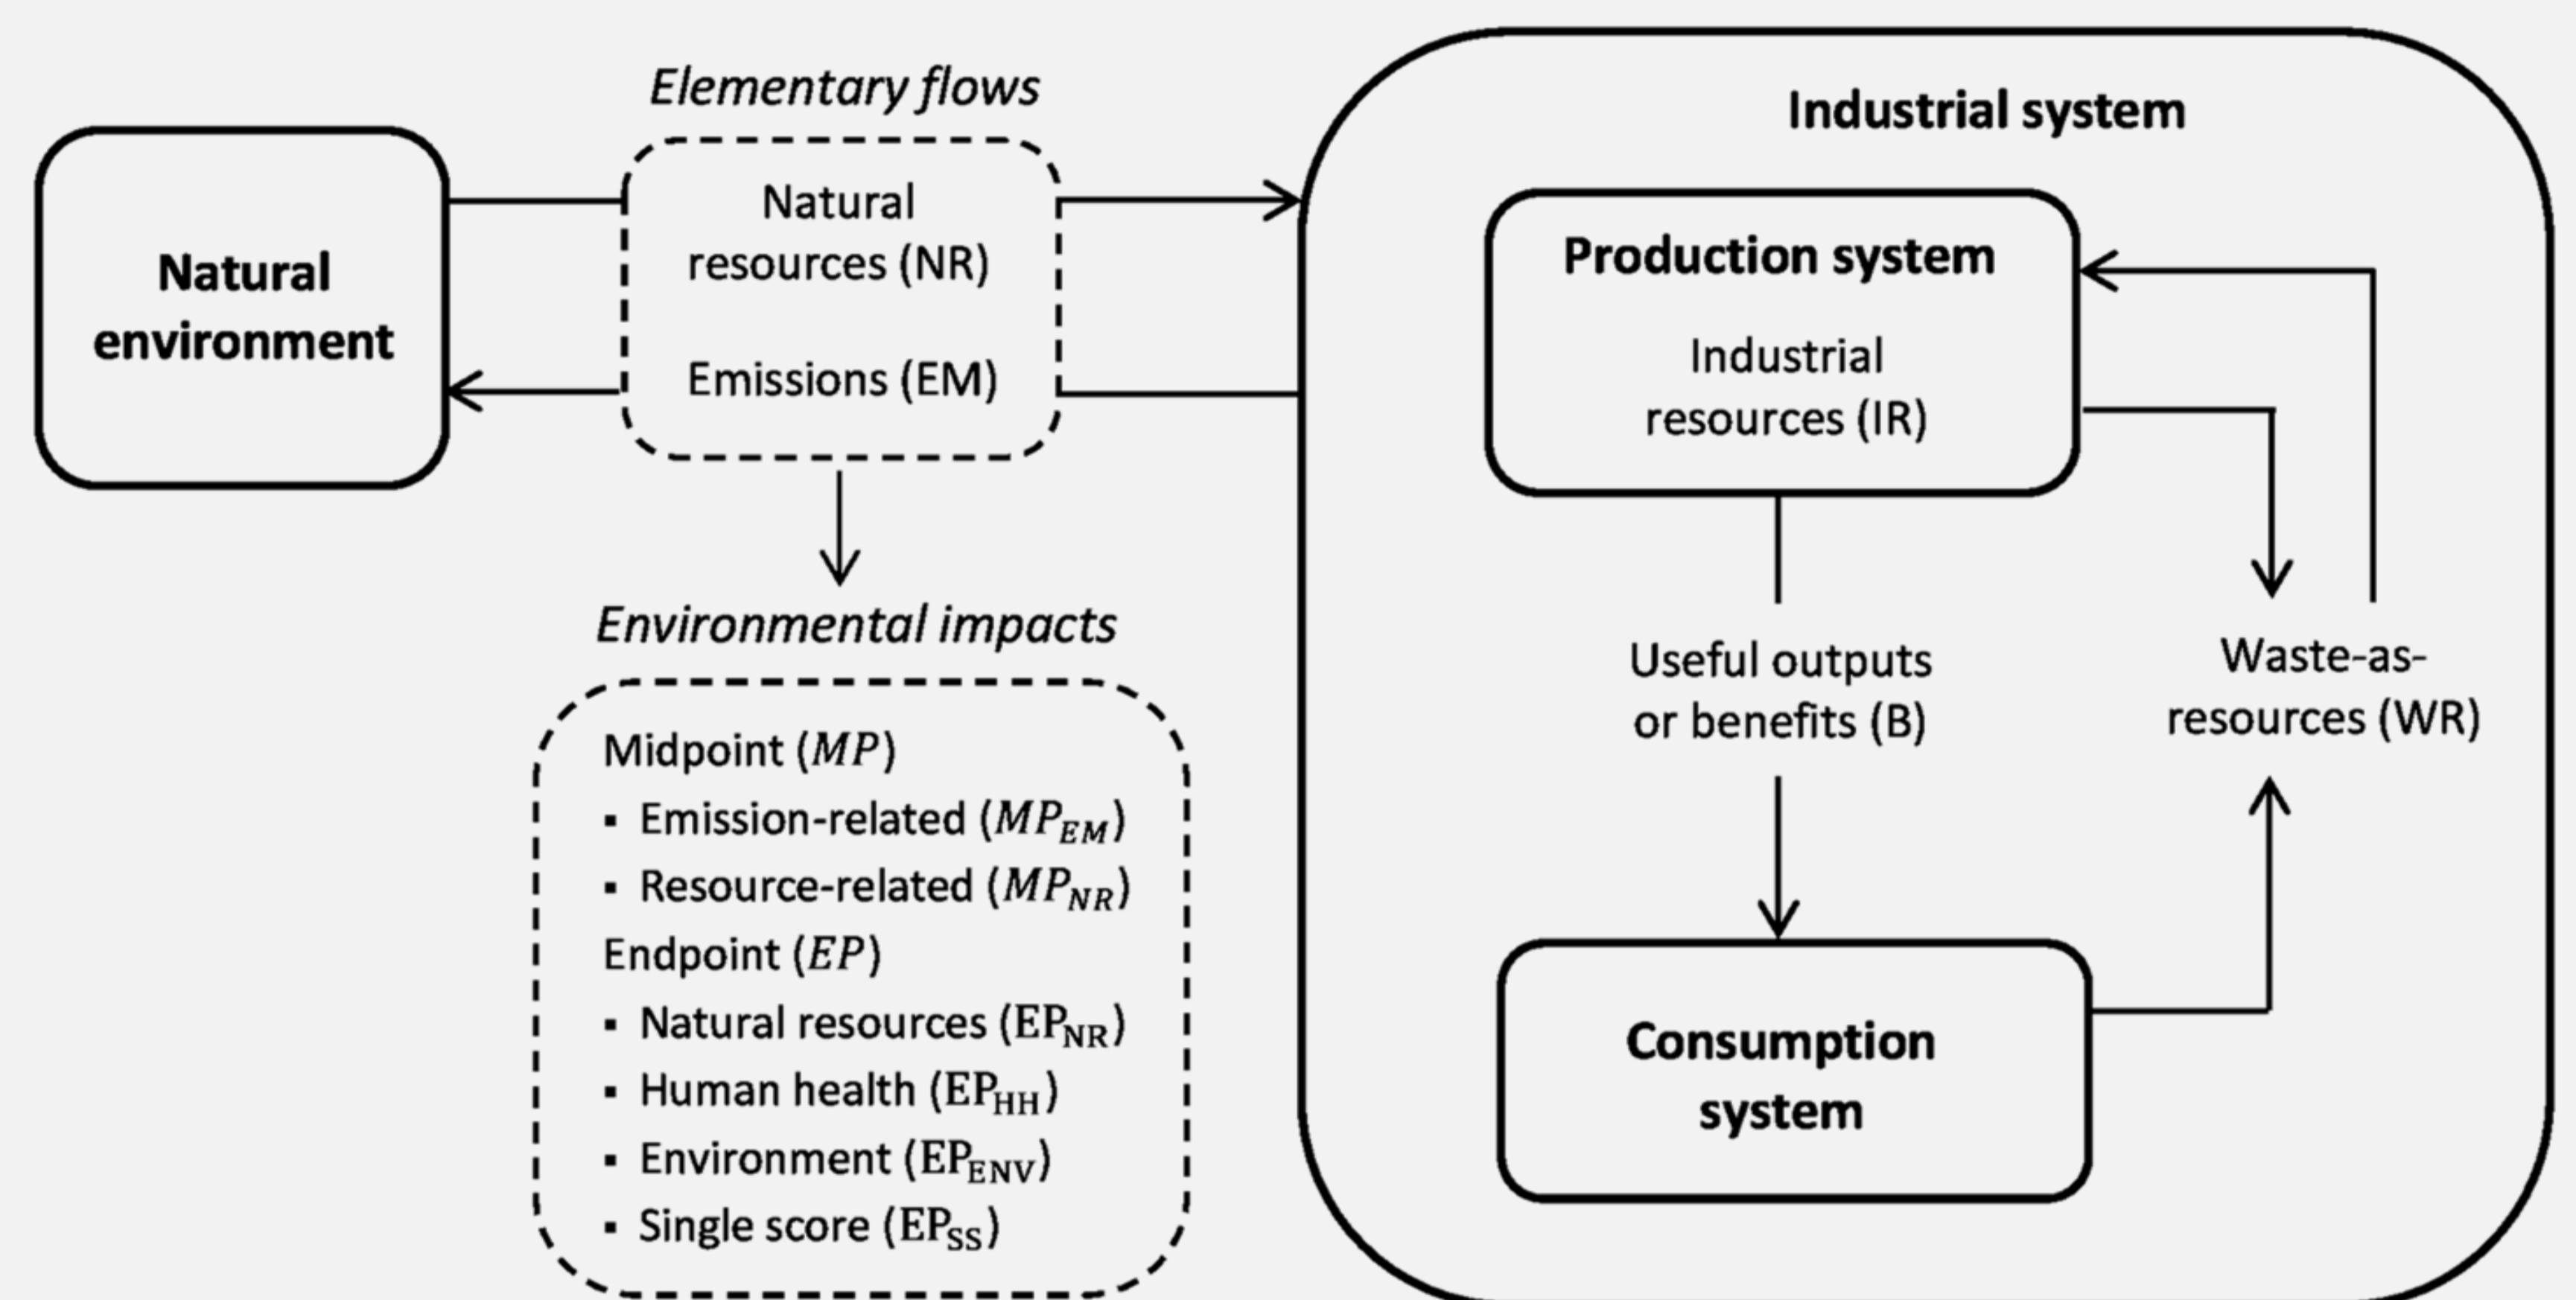 Elementary flows
Natural
environment
Natural
resources (NR)
Emissions (EM)
Environmental impacts
Midpoint (MP)
▪ Emission-related (MP_EM)
▪ Resource-related (MP_NR)
Endpoint (EP)
▪ Natural resources (EP_NR)
▪ Human health (EP_HH)
▪ Environment (EP_ENV)
▪ Single score (EP_SS)
Industrial system
Production system
Industrial
resources (IR)
Useful outputs
or benefits (B)
Waste-as-
resources (WR)
Consumption
system